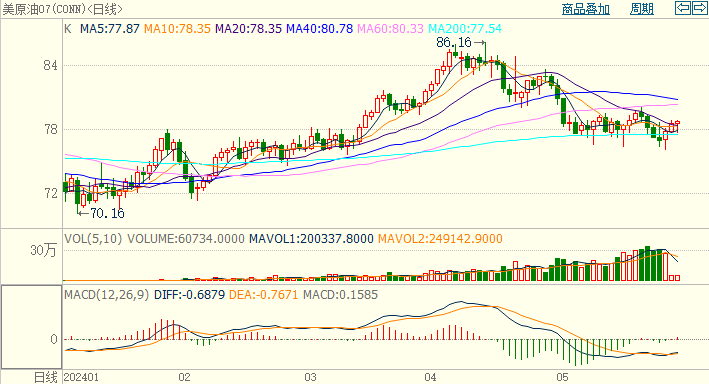 美原油07(CONN)<日线> 商品叠加 周期
K MA5:77.87 MA10:78.35 MA20:78.35 MA40:80.78 MA60:80.33 MA200:77.54
86.16
84
78
72
70.16
VOL(5,10) VOLUME:60734.0000 MAVOL1:200337.8000 MAVOL2:249142.9000
30万
MACD(12,26,9) DIFF:-0.6879 DEA:-0.7671 MACD:0.1585
0
日线 202401 02 03 04 05